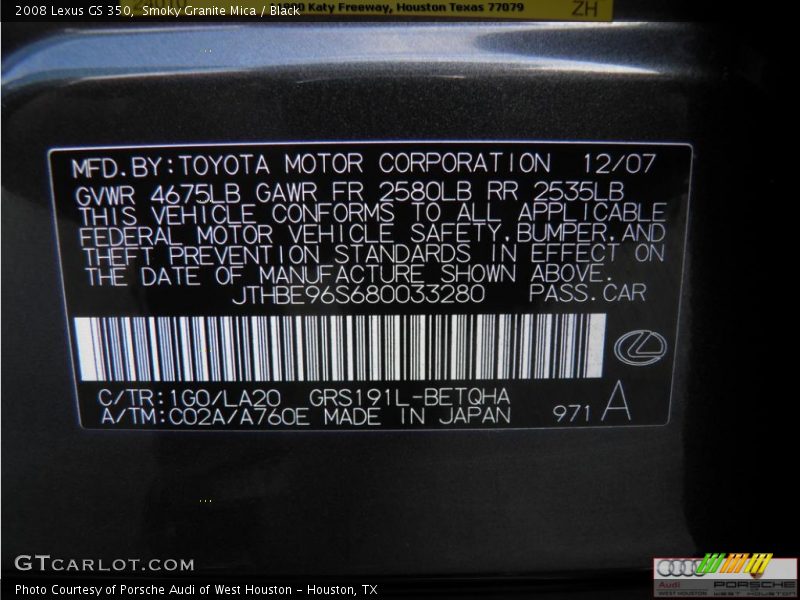 2008 Lexus GS 350, Smoky Granite Mica / Black
Katy Freeway, Houston Texas 77079
ZH
MFD.BY:TOYOTA MOTOR CORPORATION 12/07
GVWR 4675LB GAWR FR 2580LB RR 2535LB
THIS VEHICLE CONFORMS TO ALL APPLICABLE
FEDERAL MOTOR VEHICLE SAFETY,BUMPER,AND
THEFT PREVENTION STANDARDS IN EFFECT ON
THE DATE OF MANUFACTURE SHOWN ABOVE.
JTHBE96S680033280 PASS.CAR
C/TR:1G0/LA20 GRS191L-BETQHA
A/TM:C02A/A760E MADE IN JAPAN 971 A
GTCARLOT.COM
Audi PORSCHE
WEST HOUSTON WEST HOUSTON
Photo Courtesy of Porsche Audi of West Houston - Houston, TX